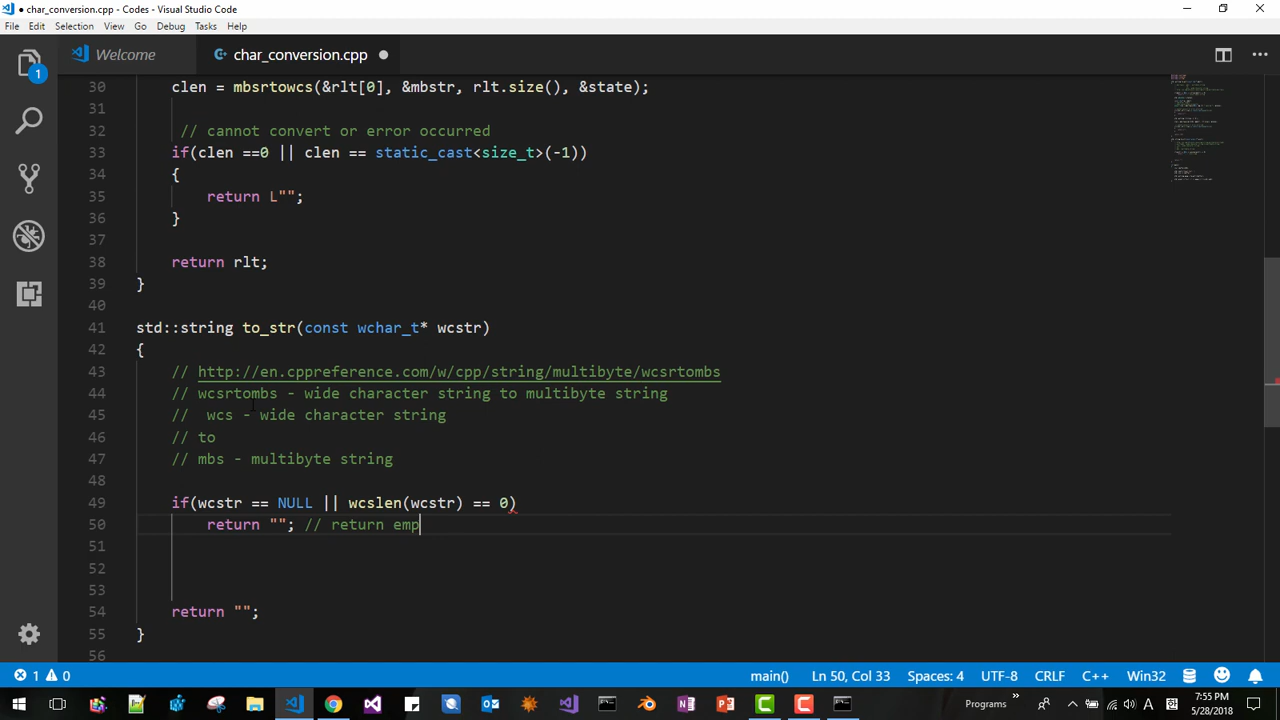 ● char_conversion.cpp - Codes - Visual Studio Code
File Edit Selection View Go Debug Tasks Help
Welcome char_conversion.cpp ●
1
30 clen = mbsrtowcs(&rlt[0], &mbstr, rlt.size(), &state);
31
32 // cannot convert or error occurred
33 if(clen ==0 || clen == static_cast<size_t>(-1))
34 {
35 return L"";
36 }
37
38 return rlt;
39 }
40
41 std::string to_str(const wchar_t* wcstr)
42 {
43 // http://en.cppreference.com/w/cpp/string/multibyte/wcsrtombs
44 // wcsrtombs - wide character string to multibyte string
45 // wcs - wide character string
46 // to
47 // mbs - multibyte string
48
49 if(wcstr == NULL || wcslen(wcstr) == 0)
50 return ""; // return emp
51
52
53
54 return "";
55 }
56
1 0 main() Ln 50, Col 33 Spaces: 4 UTF-8 CRLF C++ Win32
Programs » A 7:55 PM
5/28/2018